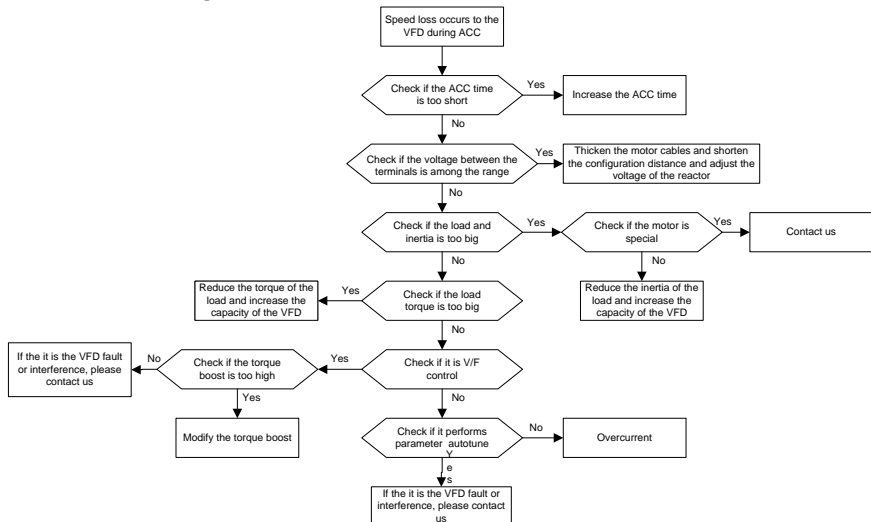 Speed loss occurs to the
VFD during ACC
Check if the ACC time
is too short
Yes
Increase the ACC time
No
Check if the voltage between the
terminals is among the range
Yes
Thicken the motor cables and shorten
the configuration distance and adjust the
voltage of the reactor
No
Check if the load and
inertia is too big
Yes
Check if the motor is
special
Yes
Contact us
No
No
Reduce the torque of the
load and increase the
capacity of the VFD
Yes
Check if the load
torque is too big
Reduce the inertia of the
load and increase the
capacity of the VFD
No
If the it is the VFD fault
or interference, please
contact us
No
Check if the torque
boost is too high
Yes
Check if it is V/F
control
Yes
No
Modify the torque boost
Check if it performs
parameter autotune
No
Overcurrent
Y
e
s
If the it is the VFD fault or
interference, please contact
us